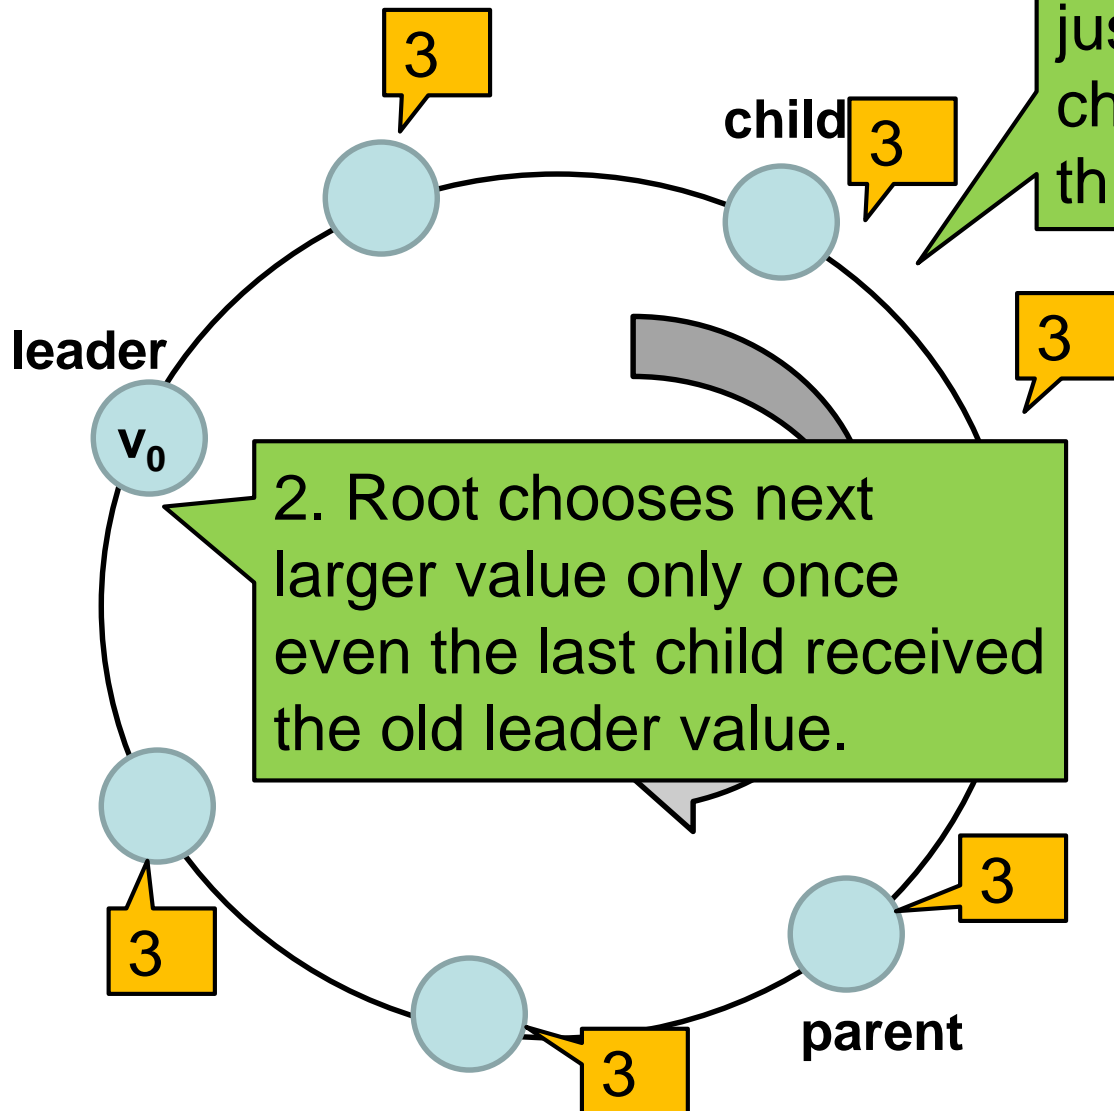 3
child
3
3
leader
v0
2. Root chooses next
larger value only once
even the last child received
the old leader value.
3
3
parent
3